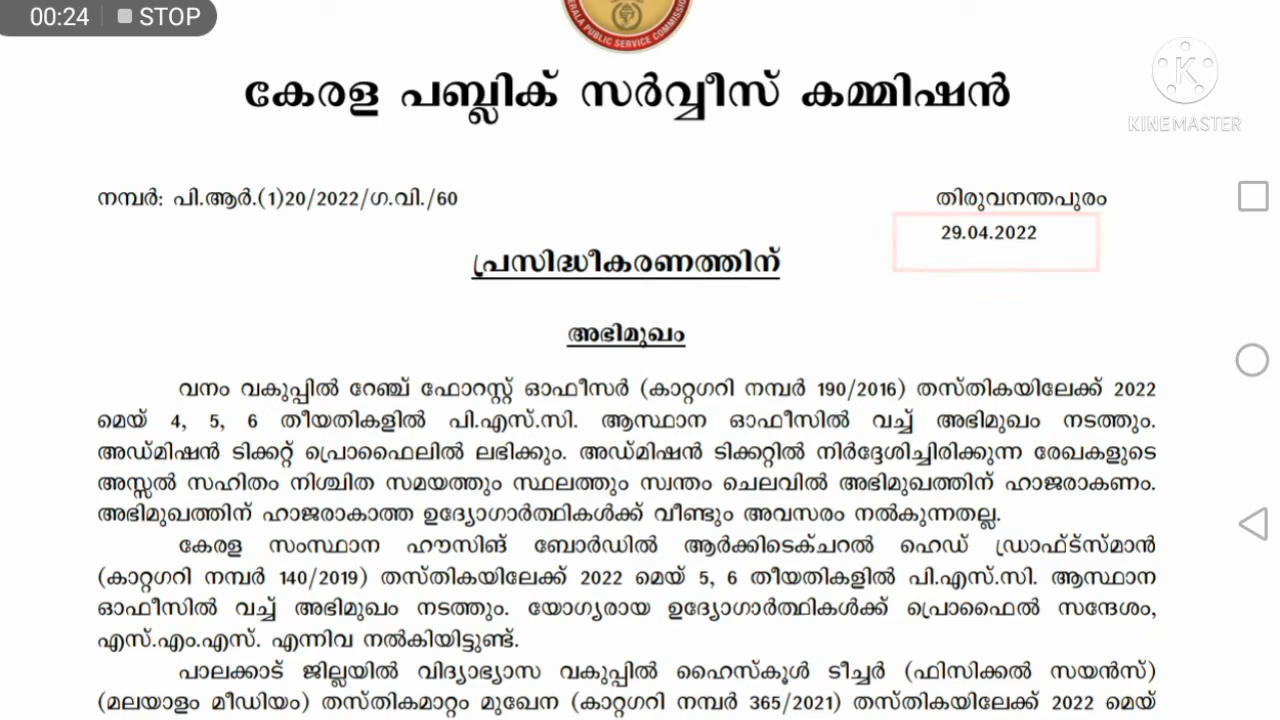 00:24 STOP
KERALA PUBLIC SERVICE COMMISSION
കേരള പബ്ലിക് സർവ്വീസ് കമ്മിഷൻ
KINEMASTER
നമ്പർ: പി.ആർ.(1)20/2022/ഗ.വി./60
തിരുവനന്തപുരം
29.04.2022
പ്രസിദ്ധീകരണത്തിന്
അഭിമുഖം
വനം വകുപ്പിൽ റേഞ്ച് ഫോറസ്റ്റ് ഓഫീസർ (കാറ്റഗറി നമ്പർ 190/2016) തസ്തികയിലേക്ക് 2022
മെയ് 4, 5, 6 തീയതികളിൽ പി.എസ്.സി. ആസ്ഥാന ഓഫീസിൽ വച്ച് അഭിമുഖം നടത്തും.
അഡ്മിഷൻ ടിക്കറ്റ് പ്രൊഫൈലിൽ ലഭിക്കും. അഡ്മിഷൻ ടിക്കറ്റിൽ നിർദ്ദേശിച്ചിരിക്കുന്ന രേഖകളുടെ
അസ്സൽ സഹിതം നിശ്ചിത സമയത്തും സ്ഥലത്തും സ്വന്തം ചെലവിൽ അഭിമുഖത്തിന് ഹാജരാകണം.
അഭിമുഖത്തിന് ഹാജരാകാത്ത ഉദ്യോഗാർത്ഥികൾക്ക് വീണ്ടും അവസരം നൽകുന്നതല്ല.
കേരള സംസ്ഥാന ഹൗസിങ് ബോർഡിൽ ആർക്കിടെക്ചറൽ ഹെഡ് ഡ്രാഫ്ട്സ്മാൻ
(കാറ്റഗറി നമ്പർ 140/2019) തസ്തികയിലേക്ക് 2022 മെയ് 5, 6 തീയതികളിൽ പി.എസ്.സി. ആസ്ഥാന
ഓഫീസിൽ വച്ച് അഭിമുഖം നടത്തും. യോഗ്യരായ ഉദ്യോഗാർത്ഥികൾക്ക് പ്രൊഫൈൽ സന്ദേശം,
എസ്.എം.എസ്. എന്നിവ നൽകിയിട്ടുണ്ട്.
പാലക്കാട് ജില്ലയിൽ വിദ്യാഭ്യാസ വകുപ്പിൽ ഹൈസ്കൂൾ ടീച്ചർ (ഫിസിക്കൽ സയൻസ്)
(മലയാളം മീഡിയം) തസ്തികമാറ്റം മുഖേന (കാറ്റഗറി നമ്പർ 365/2021) തസ്തികയിലേക്ക് 2022 മെയ്